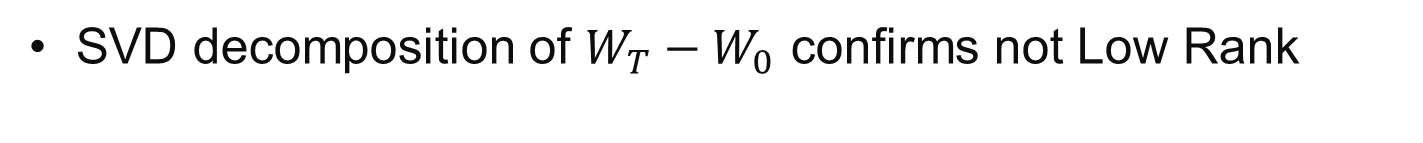 • SVD decomposition of $W_T - W_0$ confirms not Low Rank